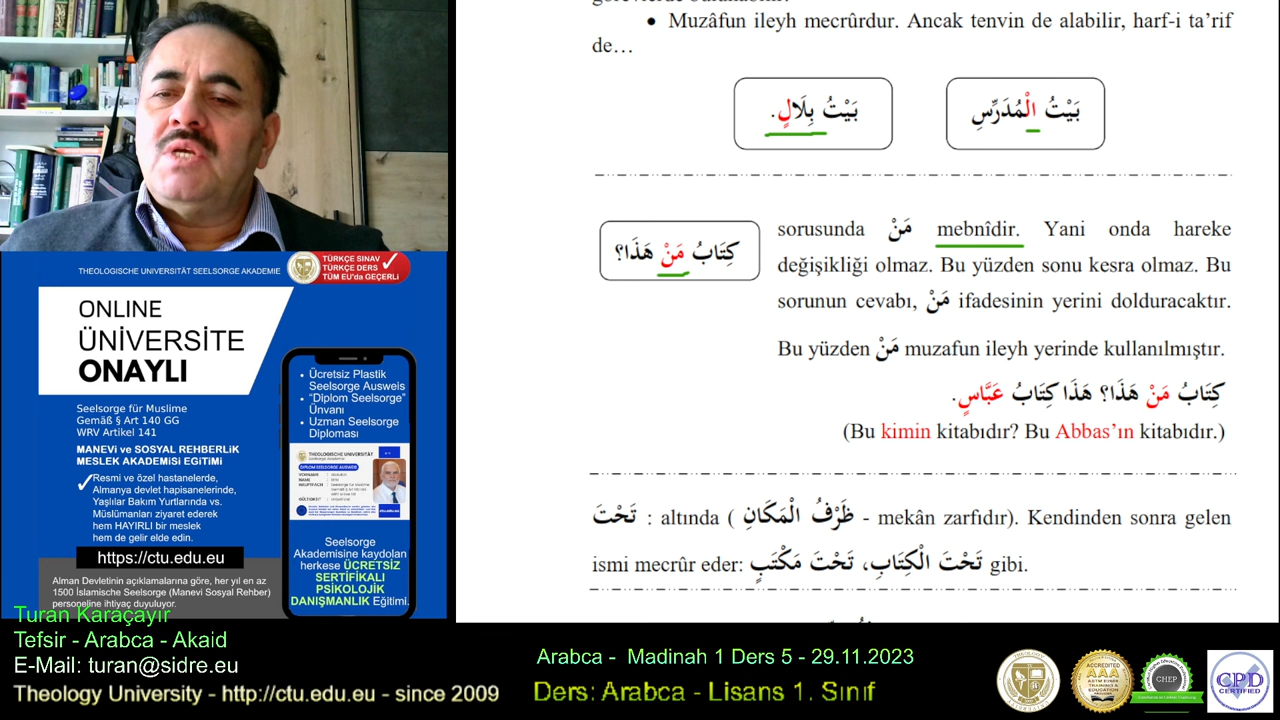 THEOLOGISCHE UNIVERSITÄT SEELSORGE AKADEMIE
TÜRKÇE SINAV
TÜRKÇE DERS
TÜM EU'da GEÇERLİ
ONLINE
ÜNİVERSİTE
ONAYLI
Seelsorge für Muslime
Gemäß § Art 140 GG
WRV Artikel 141
MANEVi ve SOSYAL REHBERLiK
MESLEK AKADEMiSi EGiTiMi
Resmi ve özel hastanelerde,
Almanya devlet hapisanelerinde,
Yaşlılar Bakım Yurtlarında vs.
Müslümanları ziyaret ederek
hem HAYIRLI bir meslek
hem de gelir elde edin.
https://ctu.edu.eu
Alman Devletinin açıklamalarına göre, her yıl en az
1500 İslamische Seelsorge (Manevi Sosyal Rehber)
personeline ihtiyaç duyuluyor.
• Ücretsiz Plastik
Seelsorge Ausweis
• "Diplom Seelsorge"
Ünvanı
• Uzman Seelsorge
Diploması
THEOLOGISCHE UNIVERSITÄT
Seelsorge
Akademisine kaydolan
herkese ÜCRETSİZ
SERTİFİKALI
PSİKOLOJİK
DANIŞMANLIK Eğitimi.
• Muzâfun ileyh mecrûrdur. Ancak tenvin de alabilir, harf-i ta'rif
de…
بَيْتُ الْمُدَرِّسِ
بَيْتُ بِلَالٍ.
كِتَابُ مَنْ هَذَا؟
sorusunda مَنْ mebnîdir. Yani onda hareke
değişikliği olmaz. Bu yüzden sonu kesra olmaz. Bu
sorunun cevabı, مَنْ ifadesinin yerini dolduracaktır.
Bu yüzden مَنْ muzafun ileyh yerinde kullanılmıştır.
كِتَابُ مَنْ هَذَا؟ هَذَا كِتَابُ عَبَّاسٍ.
(Bu kimin kitabıdır? Bu Abbas'ın kitabıdır.)
تَحْتَ : altında ( ظَرْفُ الْمَكَانِ - mekân zarfıdır). Kendinden sonra gelen
ismi mecrûr eder: تَحْتَ الْكِتَابِ، تَحْتَ مَكْتَبٍ gibi.
Turan Karaçayır
Tefsir - Arabca - Akaid
E-Mail: turan@sidre.eu
Theology University - http://ctu.edu.eu - since 2009
Arabca - Madinah 1 Ders 5 - 29.11.2023
Ders: Arabca - Lisans 1. Sınıf
ACCREDITED
AAA
CHEP
CPD
CERTIFIED